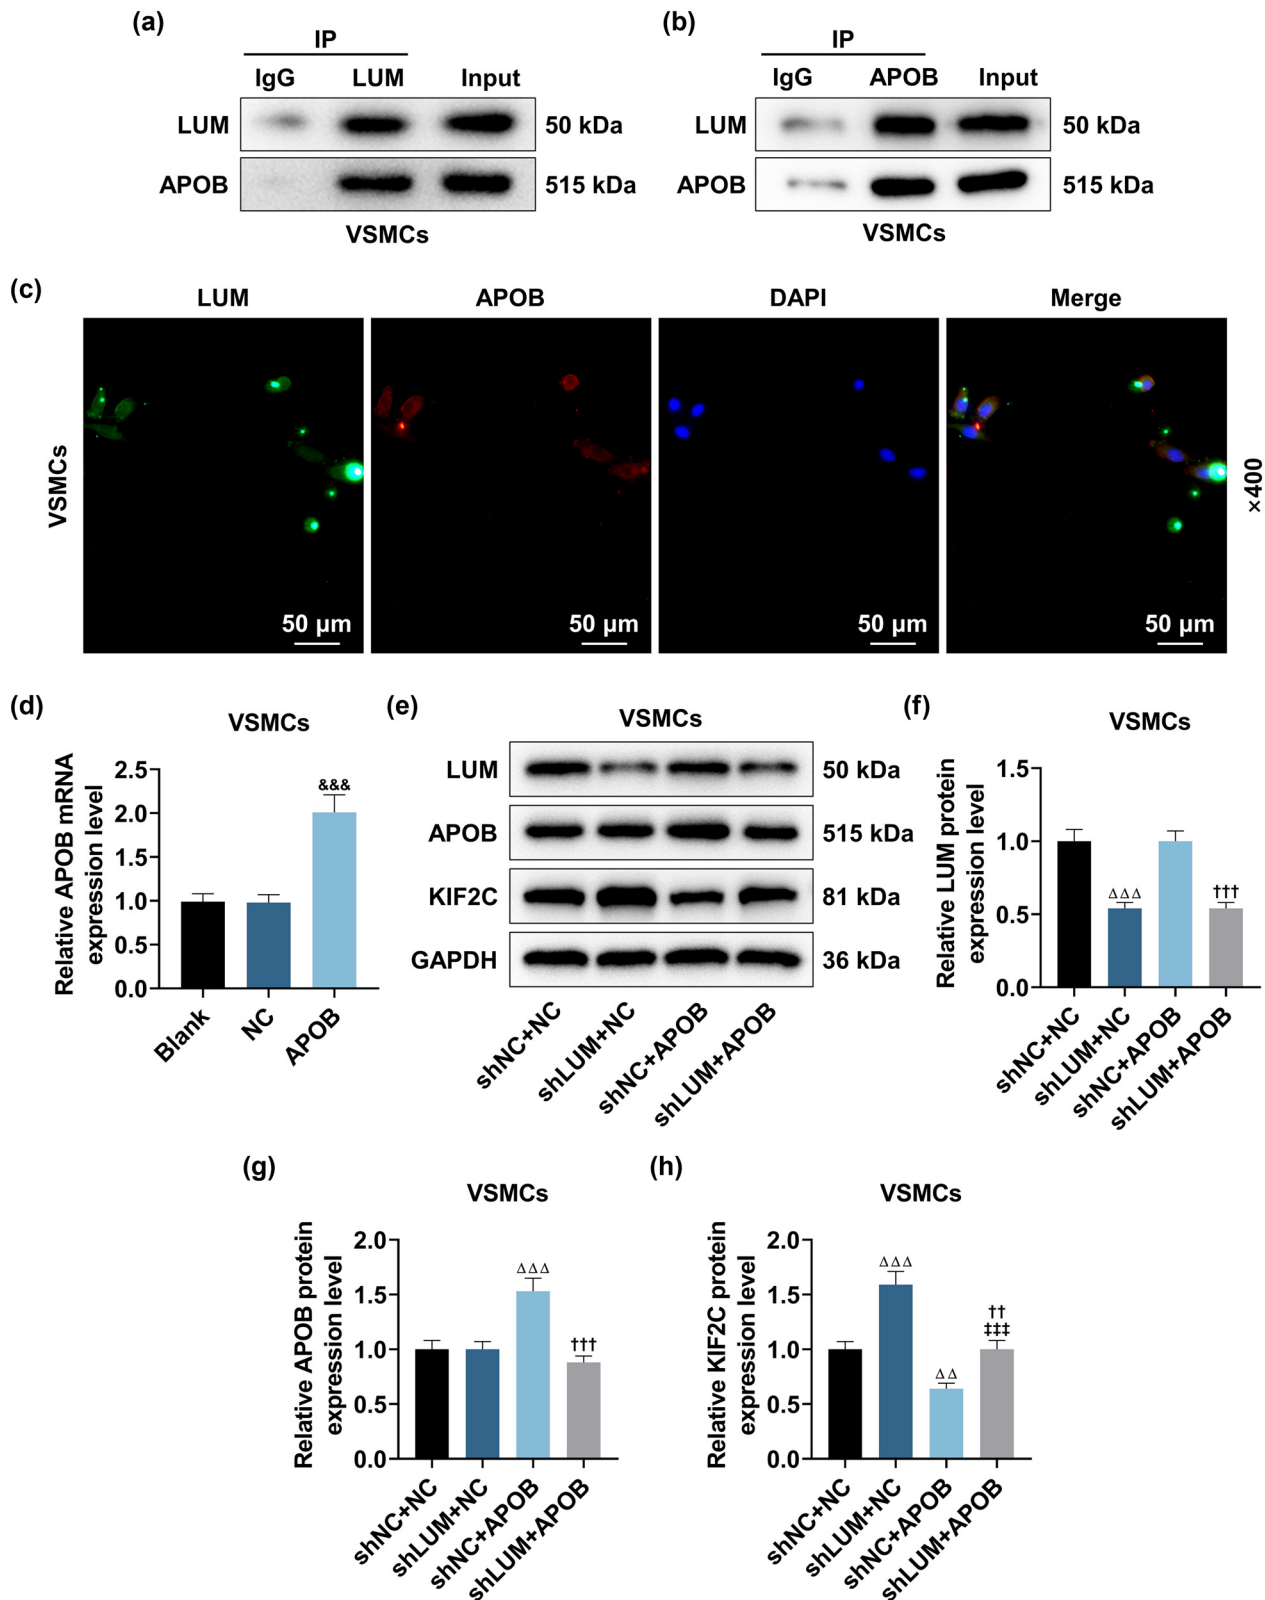 (a)
IP
IgG LUM Input
LUM 50 kDa
APOB 515 kDa
VSMCs
(b)
IP
IgG APOB Input
LUM 50 kDa
APOB 515 kDa
VSMCs
(c)
LUM APOB DAPI Merge
VSMCs
50 μm 50 μm 50 μm 50 μm
×400
(d)
VSMCs
Relative APOB mRNA
expression level
2.5
2.0
1.5
1.0
0.5
0.0
&&&
Blank NC APOB
(e)
VSMCs
LUM 50 kDa
APOB 515 kDa
KIF2C 81 kDa
GAPDH 36 kDa
shNC+NC shLUM+NC shNC+APOB shLUM+APOB
(f)
VSMCs
Relative LUM protein
expression level
1.5
1.0
0.5
0.0
ΔΔΔ †††
shNC+NC shLUM+NC shNC+APOB shLUM+APOB
(g)
VSMCs
Relative APOB protein
expression level
2.0
1.5
1.0
0.5
0.0
ΔΔΔ †††
shNC+NC shLUM+NC shNC+APOB shLUM+APOB
(h)
VSMCs
Relative KIF2C protein
expression level
2.0
1.5
1.0
0.5
0.0
ΔΔΔ ΔΔ ††
‡‡‡
shNC+NC shLUM+NC shNC+APOB shLUM+APOB